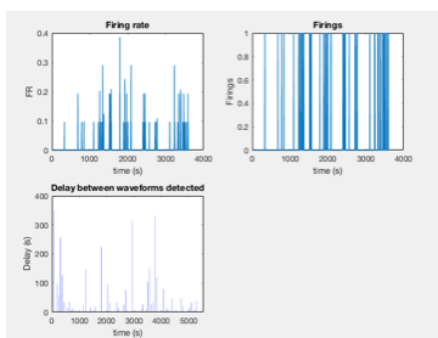 Firing rate
0.4
0.3
FR
0.2
0.1
0
0 1000 2000 3000 4000
time (s)
Firings
1
0.8
0.6
Firings
0.4
0.2
0
0 1000 2000 3000 4000
time (s)
Delay between waveforms detected
400
300
Delay (s)
200
100
0
0 1000 2000 3000 4000 5000
time (s)